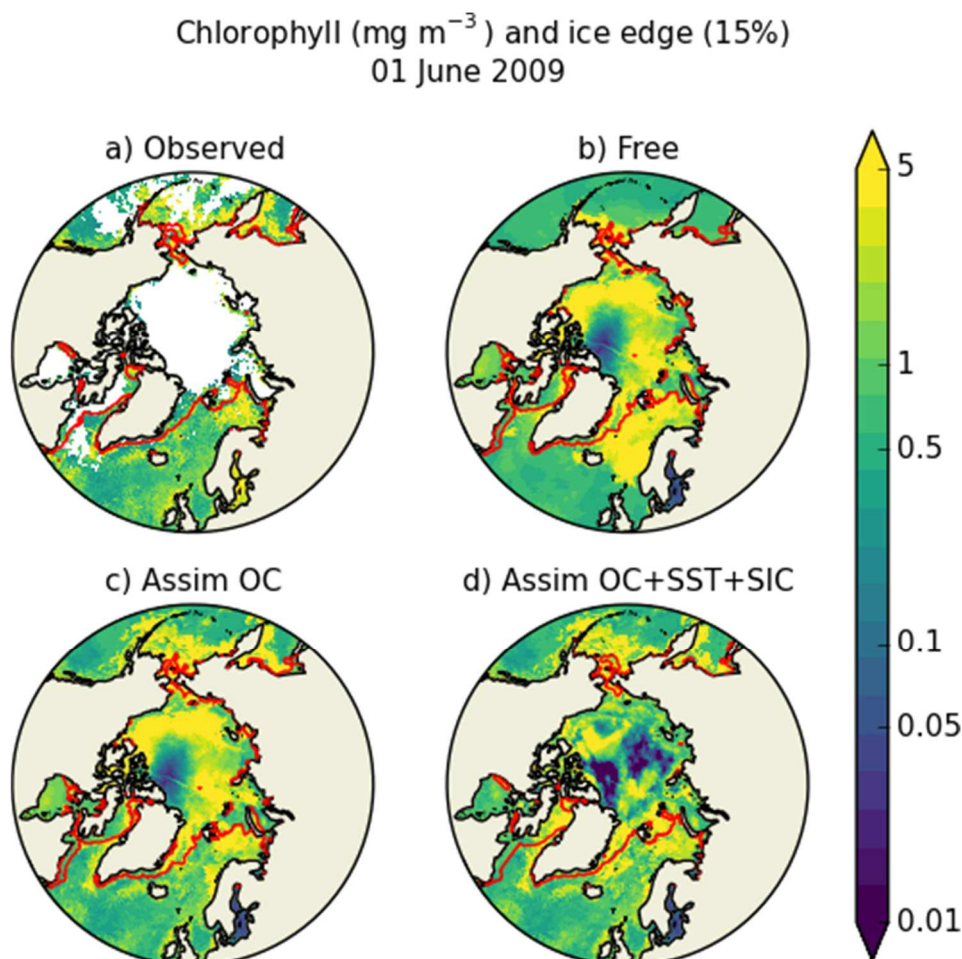 Chlorophyll (mg m⁻³) and ice edge (15%)
01 June 2009
a) Observed
b) Free
5
1
0.5
c) Assim OC
d) Assim OC+SST+SIC
0.1
0.05
0.01